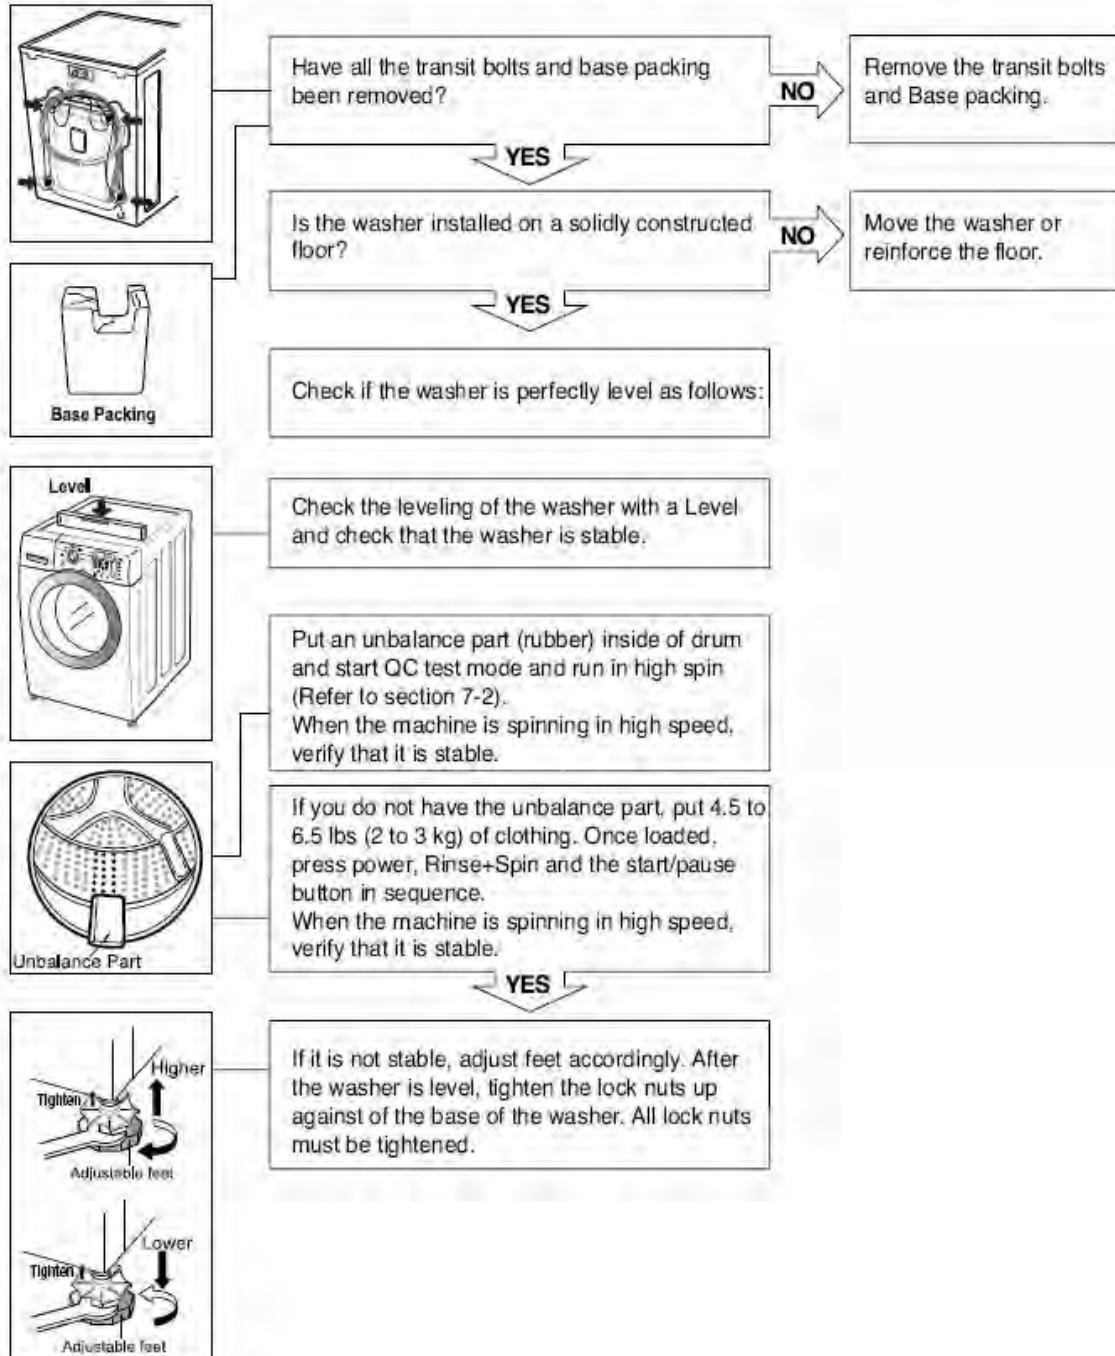 Have all the transit bolts and base packing
been removed?
NO
Remove the transit bolts
and Base packing.
YES
Is the washer installed on a solidly constructed
floor?
NO
Move the washer or
reinforce the floor.
YES
Base Packing
Check if the washer is perfectly level as follows:
Level
Check the leveling of the washer with a Level
and check that the washer is stable.
Put an unbalance part (rubber) inside of drum
and start QC test mode and run in high spin
(Refer to section 7-2).
When the machine is spinning in high speed,
verify that it is stable.
If you do not have the unbalance part, put 4.5 to
6.5 lbs (2 to 3 kg) of clothing. Once loaded,
press power, Rinse+Spin and the start/pause
button in sequence.
When the machine is spinning in high speed,
verify that it is stable.
Unbalance Part
YES
If it is not stable, adjust feet accordingly. After
the washer is level, tighten the lock nuts up
against of the base of the washer. All lock nuts
must be tightened.
Higher
Tighten
Adjustable feet
Lower
Tighten
Adjustable feet